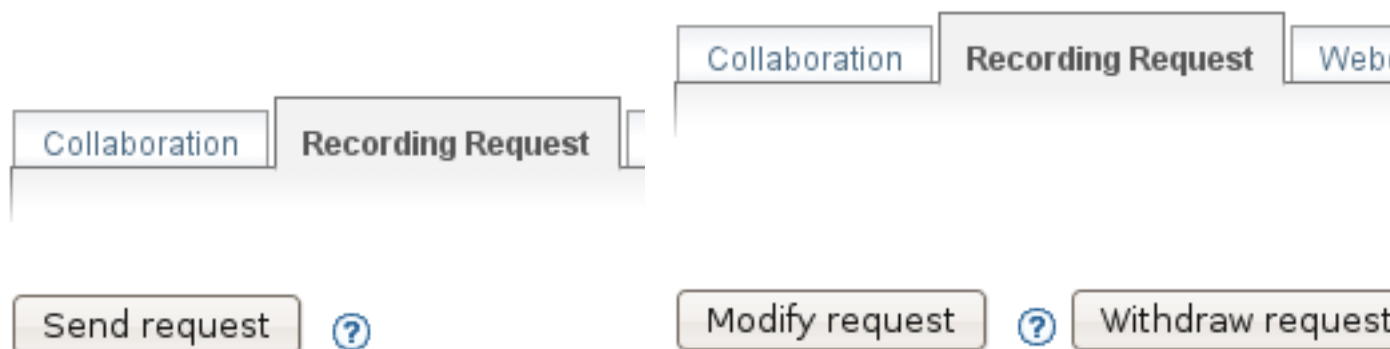 Collaboration Recording Request
Send request ?
Collaboration Recording Request
Modify request ? Withdraw request